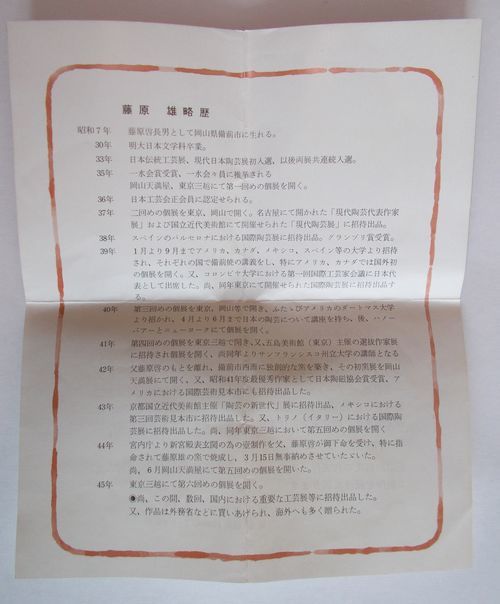 藤原 雄略歴
昭和7年 藤原啓長男として岡山県備前市に生れる。
30年 明大日本文学科卒業。
33年 日本伝統工芸展、現代日本陶芸展初入選、以後両展共連続入選。
35年 一水会賞受賞、一水会々員に推挙される
岡山天満屋、東京三越にて第一回めの個展を開く。
36年 日本工芸会正会員に認定せられる。
37年 二回めの個展を東京、岡山で開く。名古屋にて開かれた「現代陶芸代表作家
展」および国立近代美術館にて開催せられた「現代陶芸展」に招待出品。
38年 スペインのバルセロナにおける国際陶芸展に招待出品。グランプリ賞受賞。
39年 1月より9月までアメリカ、カナダ、メキシコ、スペイン等の大学より招待
され、それぞれの国で備前焼の講義をし、特にアメリカ、カナダでは国外初
の個展を開く。又、コロンビヤ大学における第一回国際工芸家会議に日本代
表として出席した。尚、同年東京にて開催せられた国際陶芸展に招待出品す
る。
40年 第三回めの個展を東京、岡山等で開き、ふたゝびアメリカのダートマス大学
より招かれ、4月より6月まで日本の陶芸について講座を持ち、後、ハノー
バアーとニューヨークにて個展を開く。
41年 第四回めの個展を東京三越で開き、又、五島美術館(東京)主催の選抜作家展
に招待され個展を開く、尚同年よりサンフランシスコ州立大学の講師となる
42年 父藤原啓のもとを離れ、備前市西海に独創的な窯を築き、その初窯展を岡山
天満屋にて開く、又、昭和41年度最優秀作家として日本陶磁協会賞受賞、ア
メリカにおける国際芸術見本市にも招待出品した。
43年 京都国立近代美術館主催「陶芸の新世代」展に招待出品、メキシコにおける
第三回芸術見本市に招待出品した。又、トリノ(イタリー)における国際陶
芸展に招待出品した。尚、同年東京三越において第五回めの個展を開く。
44年 宮内庁より新宮殿表玄関の為の壺制作を父、藤原啓が御下命を受け、特に指
命されて藤原雄の窯で焼成し、3月15日無事納めさせていたゞいた。
尚、6月岡山天満屋にて第五回めの個展を開いた。
45年 東京三越にて第六回めの個展を開く。
●尚、この間、数回、国内における重要な工芸展等に招待出品した。
又、作品は外務省などに買いあげられ、海外へも多く贈られた。